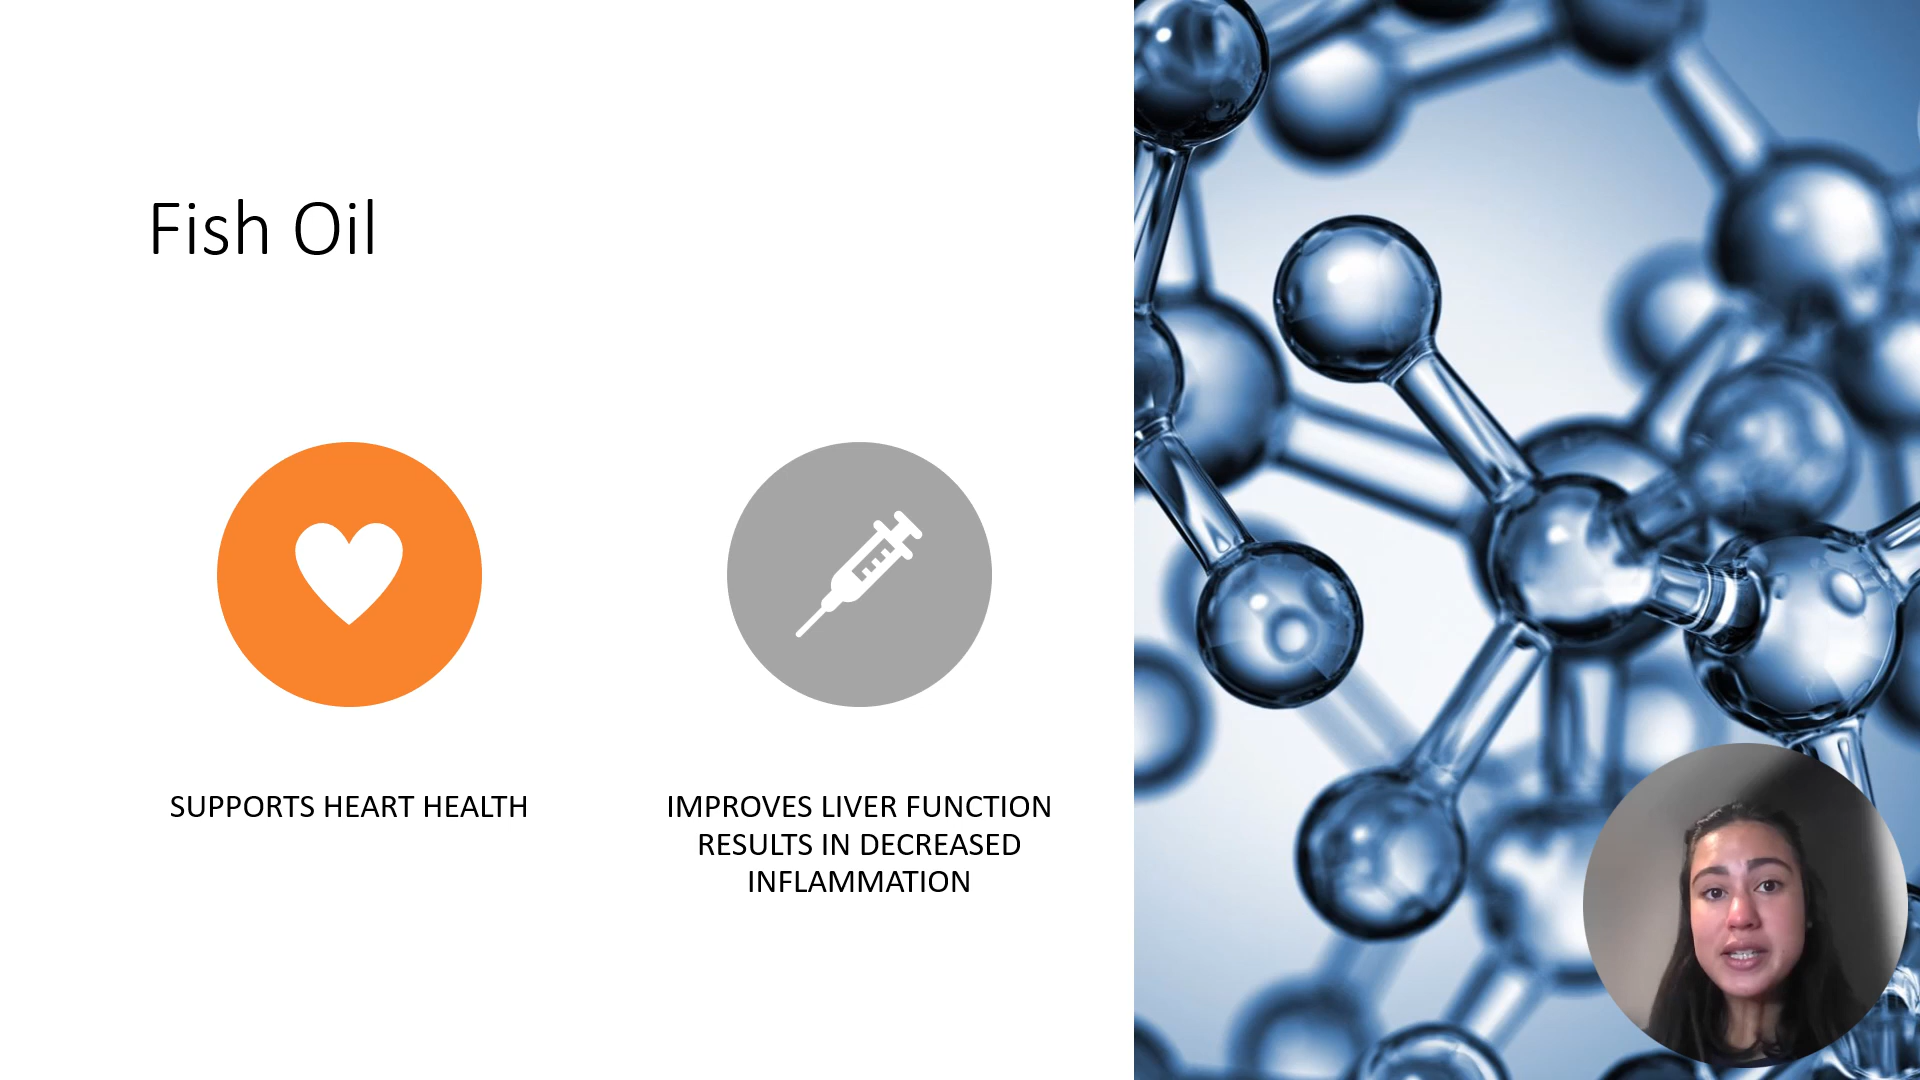 Fish Oil
SUPPORTS HEART HEALTH
IMPROVES LIVER FUNCTION
RESULTS IN DECREASED
INFLAMMATION